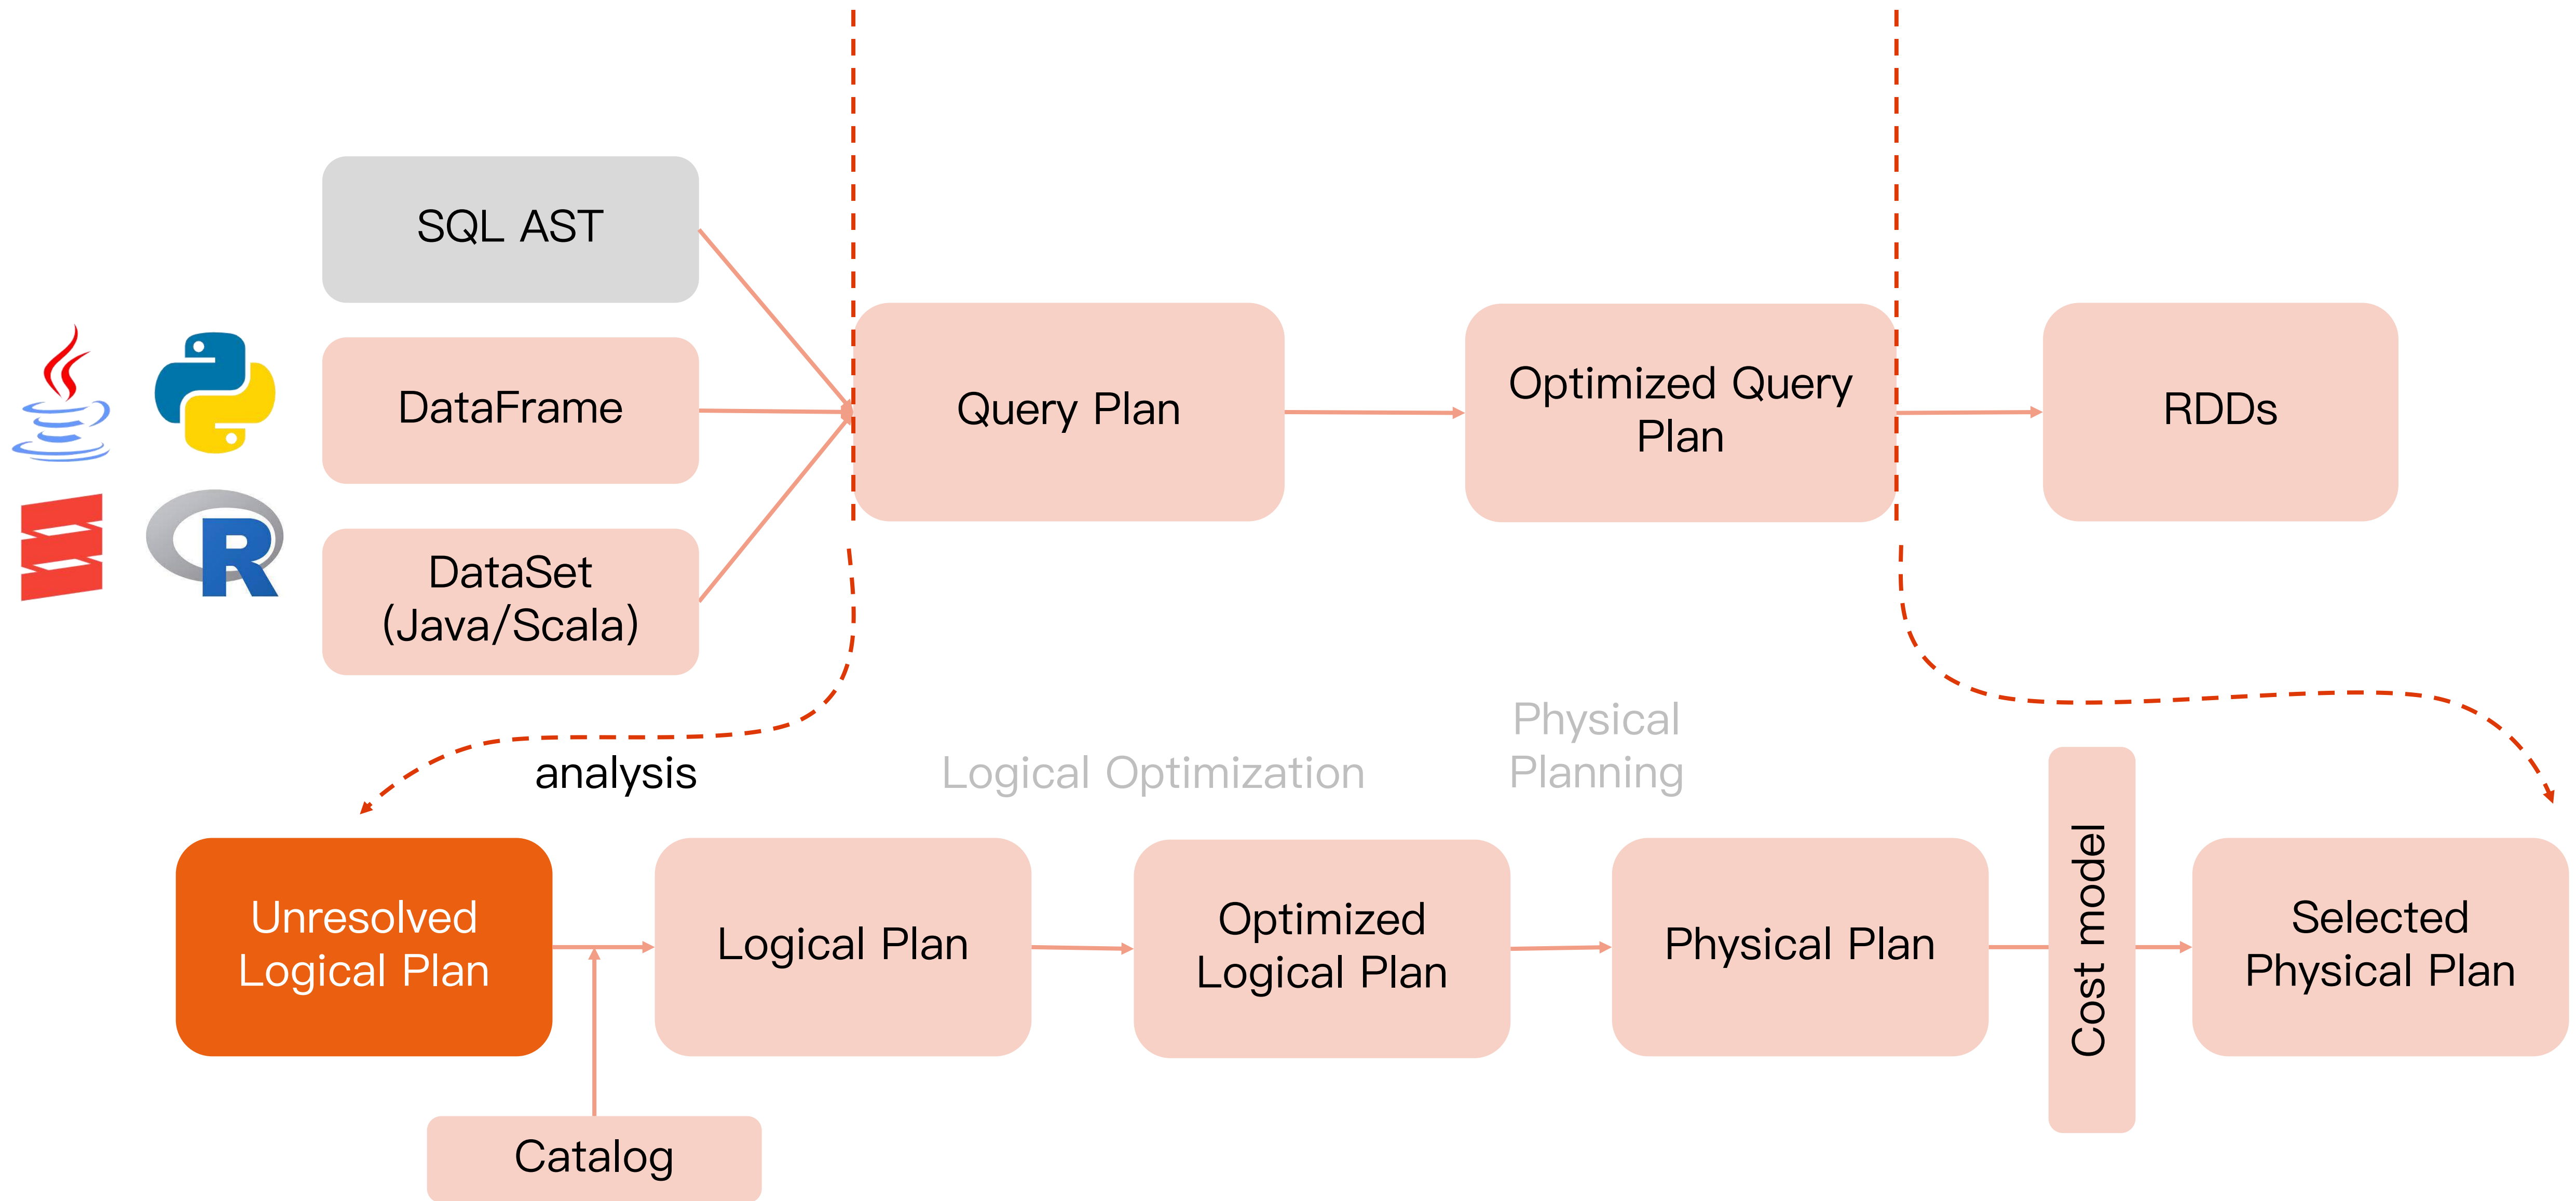 SQL AST
DataFrame
DataSet
(Java/Scala)
Query Plan
Optimized Query
Plan
RDDs
R
analysis
Logical Optimization
Physical
Planning
Unresolved
Logical Plan
Logical Plan
Optimized
Logical Plan
Physical Plan
Cost model
Selected
Physical Plan
Catalog